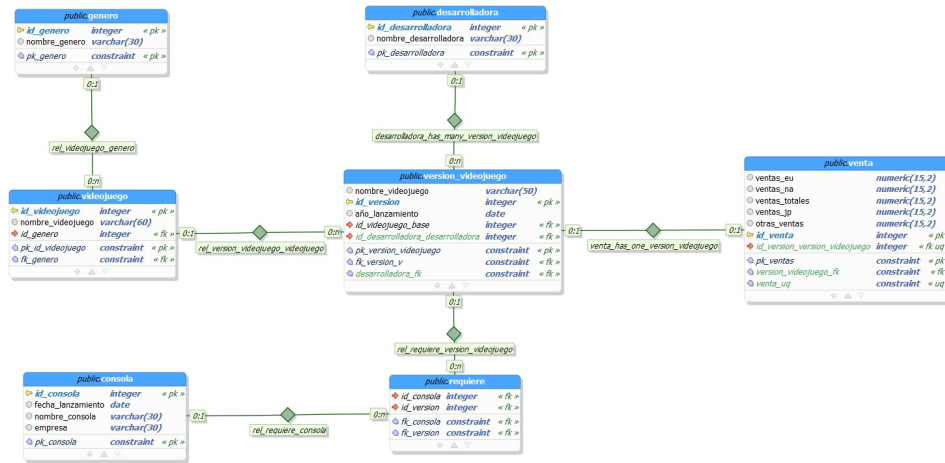 public.genero
id_genero integer « pk »
nombre_genero varchar(30)
pk_genero constraint « pk »
public.desarrolladora
id_desarrolladora integer « pk »
nombre_desarrolladora varchar(30)
pk_desarrolladora constraint « pk »
0:1
0:1
rel_videojuego_genero
desarrolladora_has_many_version_videojuego
0:n
0:n
public.videojuego
id_videojuego integer « pk »
nombre_videojuego varchar(60)
id_genero integer « fk »
pk_id_videojuego constraint « pk »
fk_genero constraint « fk »
0:1
rel_version_videojuego_videojuego
0:n
public.version_videojuego
nombre_videojuego varchar(50)
id_version integer « pk »
año_lanzamiento date
id_videojuego_base integer « fk »
id_desarrolladora_desarrolladora integer « fk »
pk_version_videojuego constraint « pk »
fk_version_v constraint « fk »
desarrolladora_fk constraint « fk »
0:1
venta_has_one_version_videojuego
0:1
public.venta
ventas_eu numeric(15,2)
ventas_na numeric(15,2)
ventas_totales numeric(15,2)
ventas_jp numeric(15,2)
otras_ventas numeric(15,2)
id_venta integer « pk
id_version_version_videojuego integer « fk uq
pk_ventas constraint « pk
version_videojuego_fk constraint « fk
venta_uq constraint « uq
0:1
rel_requiere_version_videojuego
0:n
public.consola
id_consola integer « pk »
fecha_lanzamiento date
nombre_consola varchar(30)
empresa varchar(30)
pk_consola constraint « pk »
0:1
rel_requiere_consola
0:n
public.requiere
id_consola integer « fk »
id_version integer « fk »
fk_consola constraint « fk »
fk_version constraint « fk »